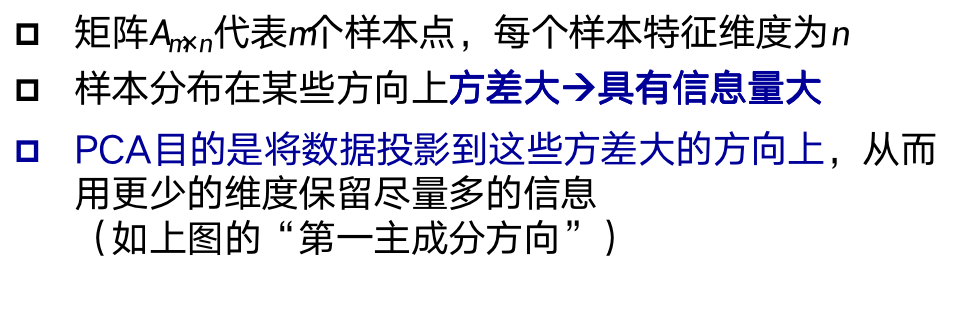 矩阵Am×n代表m个样本点，每个样本特征维度为n
样本分布在某些方向上方差大→具有信息量大
PCA目的是将数据投影到这些方差大的方向上，从而
用更少的维度保留尽量多的信息
（如上图的“第一主成分方向”）